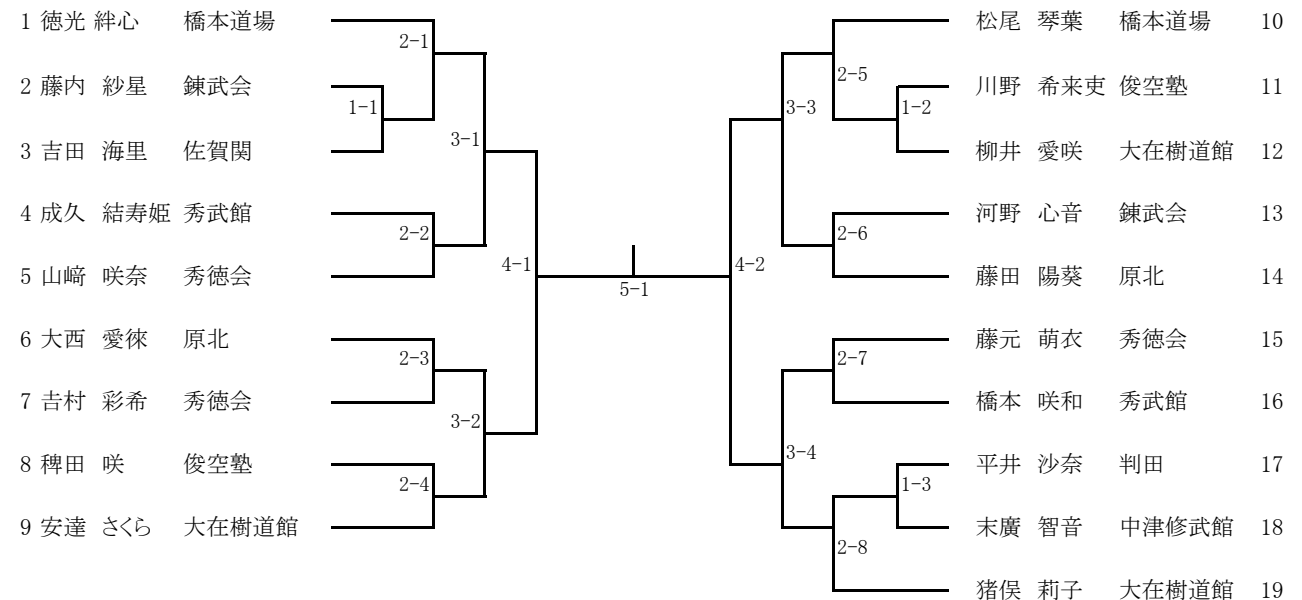 1 徳光 絆心 橋本道場
2-1
2 藤内 紗星 錬武会
1-1
3 吉田 海里 佐賀関
3-1
4 成久 結寿姫 秀武館
2-2
5 山﨑 咲奈 秀徳会
4-1
6 大西 愛徠 原北
2-3
7 吉村 彩希 秀徳会
3-2
8 稗田 咲 俊空塾
2-4
9 安達 さくら 大在樹道館
5-1
松尾 琴葉 橋本道場 10
2-5
川野 希来吏 俊空塾 11
3-3
1-2
柳井 愛咲 大在樹道館 12
河野 心音 錬武会 13
2-6
4-2
藤田 陽葵 原北 14
藤元 萌衣 秀徳会 15
2-7
橋本 咲和 秀武館 16
3-4
平井 沙奈 判田 17
1-3
末廣 智音 中津修武館 18
2-8
猪俣 莉子 大在樹道館 19